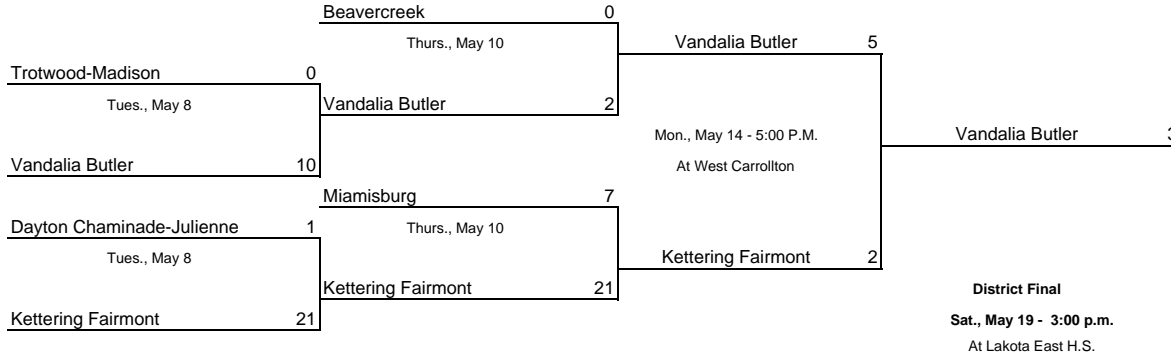 Beavercreek 0
Thurs., May 10
Vandalia Butler 5
Trotwood-Madison 0
Tues., May 8
Vandalia Butler 2
Mon., May 14 - 5:00 P.M.
Vandalia Butler 3
Vandalia Butler 10
At West Carrollton
Miamisburg 7
Dayton Chaminade-Julienne 1
Thurs., May 10
Tues., May 8
Kettering Fairmont 2
Kettering Fairmont 21
District Final
Kettering Fairmont 21
Sat., May 19 - 3:00 p.m.
At Lakota East H.S.